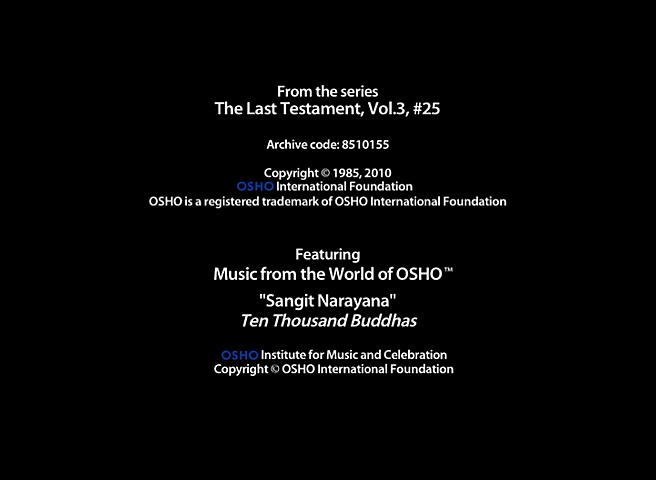 From the series
The Last Testament, Vol.3, #25
Archive code: 8510155
Copyright © 1985, 2010
OSHO International Foundation
OSHO is a registered trademark of OSHO International Foundation
Featuring
Music from the World of OSHO™
"Sangit Narayana"
Ten Thousand Buddhas
OSHO Institute for Music and Celebration
Copyright © OSHO International Foundation